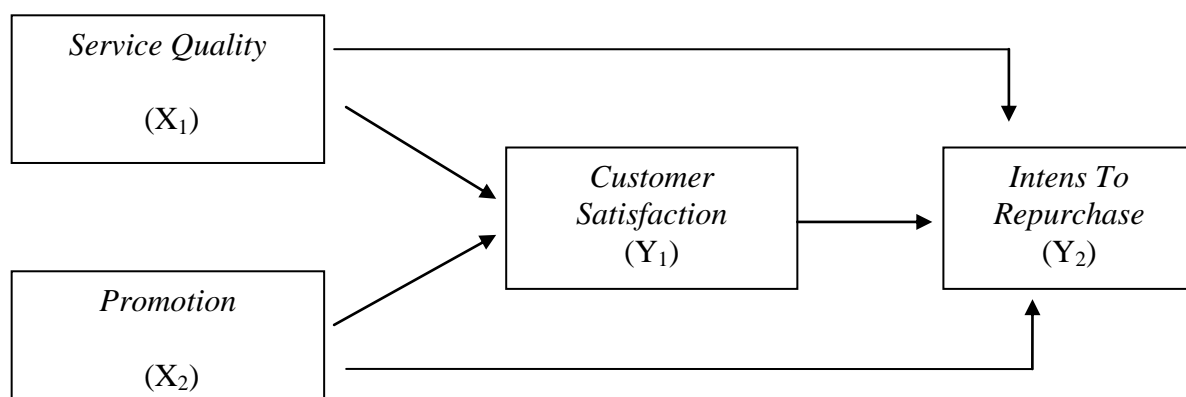 Service Quality
(X₁)
Customer
Satisfaction
(Y₁)
Intens To
Repurchase
(Y₂)
Promotion
(X₂)